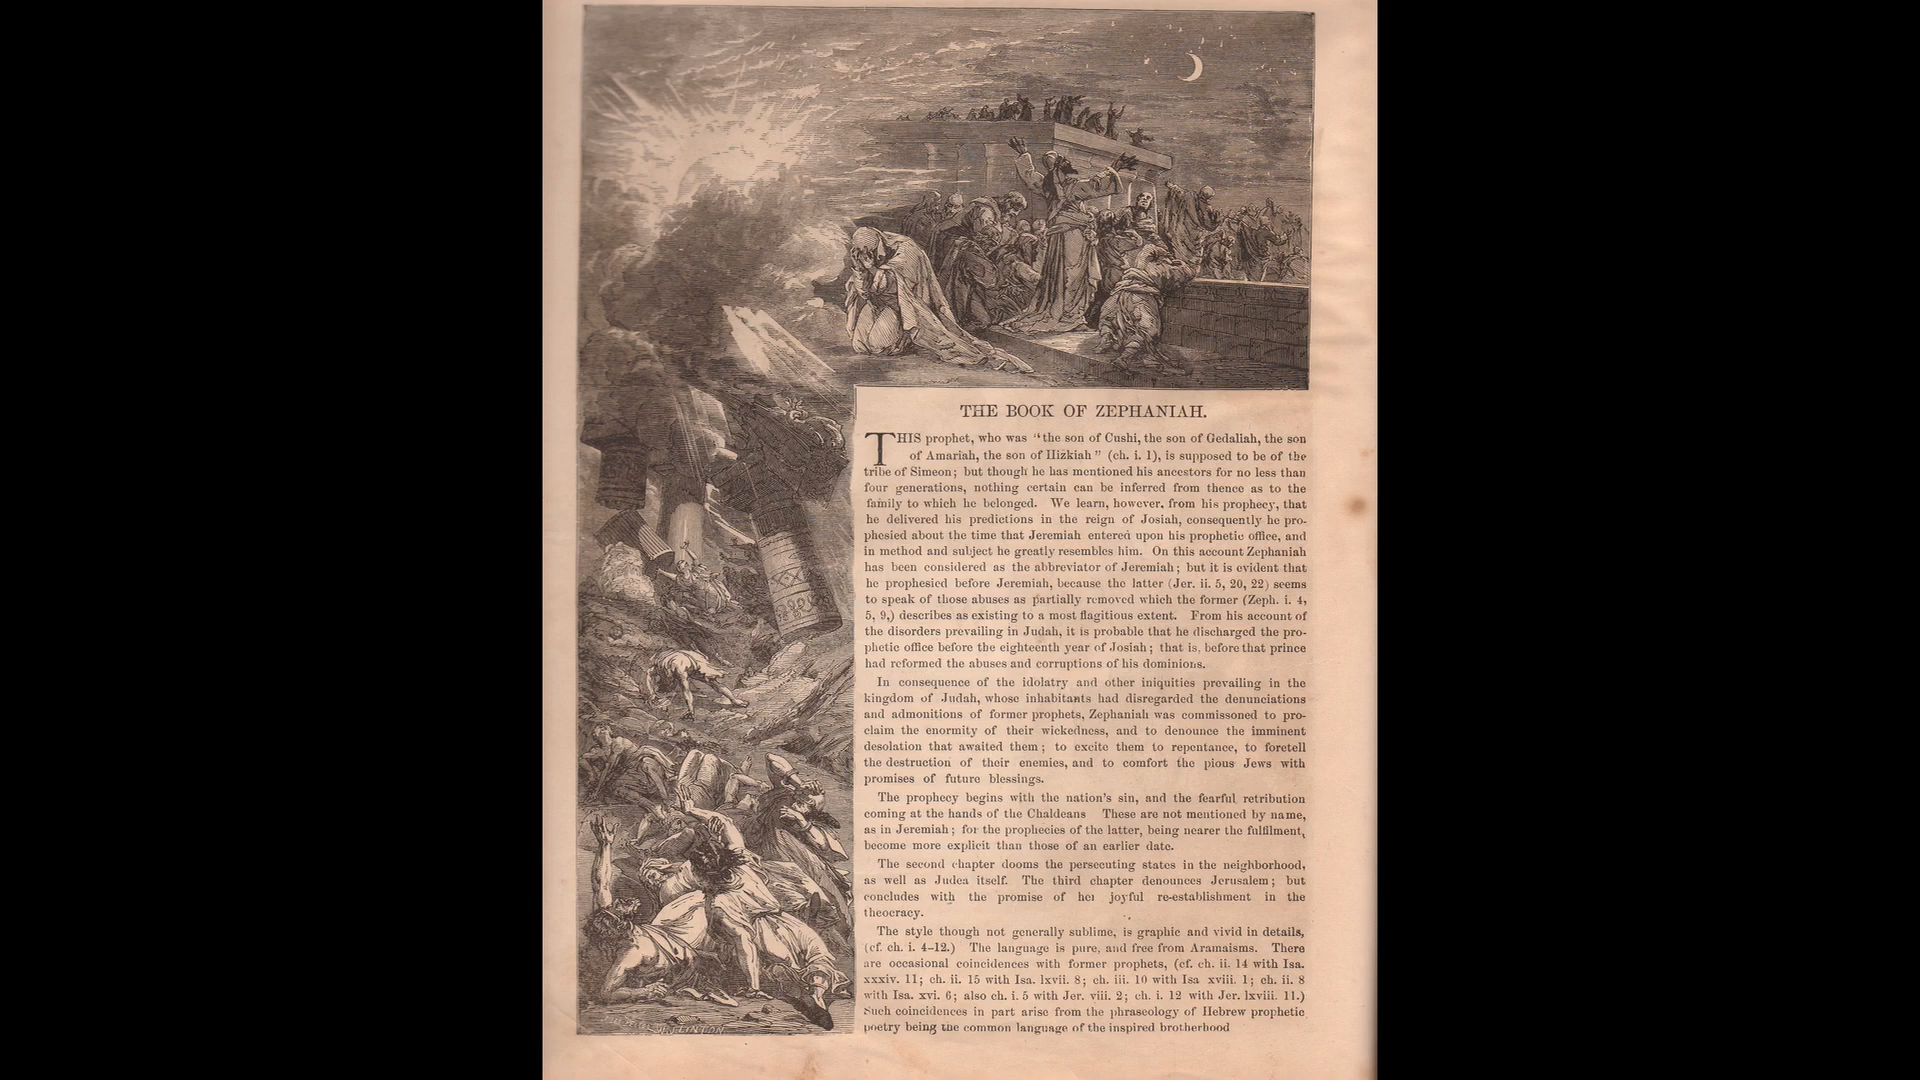 THE BOOK OF ZEPHANIAH.
THIS prophet, who was "the son of Cushi, the son of Gedaliah, the son
of Amariah, the son of Hizkiah" (ch. i. 1), is supposed to be of the
tribe of Simeon; but though he has mentioned his ancestors for no less than
four generations, nothing certain can be inferred from thence as to the
family to which he belonged. We learn, however, from his prophecy, that
he delivered his predictions in the reign of Josiah, consequently he pro-
phesied about the time that Jeremiah entered upon his prophetic office, and
in method and subject he greatly resembles him. On this account Zephaniah
has been considered as the abbreviator of Jeremiah; but it is evident that
he prophesied before Jeremiah, because the latter (Jer. ii. 5, 20, 22) seems
to speak of those abuses as partially removed which the former (Zeph. i. 4,
5, 9,) describes as existing to a most flagitious extent. From his account of
the disorders prevailing in Judah, it is probable that he discharged the pro-
phetic office before the eighteenth year of Josiah; that is, before that prince
had reformed the abuses and corruptions of his dominions.
In consequence of the idolatry and other iniquities prevailing in the
kingdom of Judah, whose inhabitants had disregarded the denunciations
and admonitions of former prophets, Zephaniah was commissoned to pro-
claim the enormity of their wickedness, and to denounce the imminent
desolation that awaited them; to excite them to repentance, to foretell
the destruction of their enemies, and to comfort the pious Jews with
promises of future blessings.
The prophecy begins with the nation's sin, and the fearful retribution
coming at the hands of the Chaldeans These are not mentioned by name,
as in Jeremiah; for the prophecies of the latter, being nearer the fulfilment,
become more explicit than those of an earlier date.
The second chapter dooms the persecuting states in the neighborhood,
as well as Judea itself. The third chapter denounces Jerusalem; but
concludes with the promise of her joyful re-establishment in the
theocracy.
The style though not generally sublime, is graphic and vivid in details,
(cf. ch. i. 4-12.) The language is pure, and free from Aramaisms. There
are occasional coincidences with former prophets, (cf. ch. ii. 14 with Isa.
xxxiv. 11; ch. ii. 15 with Isa. lxvii. 8; ch. iii. 10 with Isa xviii. 1; ch. ii. 8
with Isa. xvi. 6; also ch. i. 5 with Jer. viii. 2; ch. i. 12 with Jer. lxviii. 11.)
Such coincidences in part arise from the phraseology of Hebrew prophetic
poetry being the common language of the inspired brotherhood
LINTON